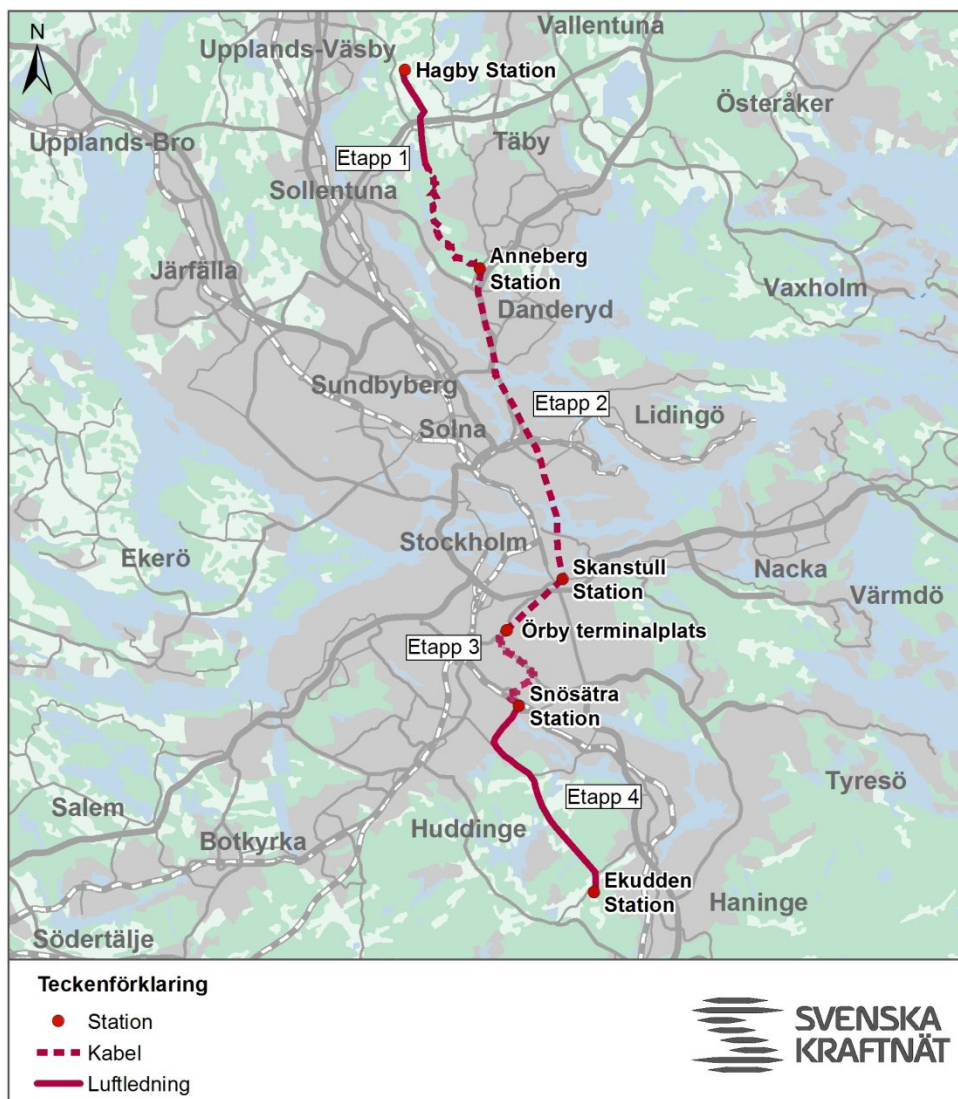 N
Vallentuna
Upplands-Väsby
Hagby Station
Österåker
Upplands-Bro
Täby
Etapp 1
Sollentuna
Anneberg
Station
Järfälla
Vaxholm
Danderyd
Sundbyberg
Etapp 2
Lidingö
Solna
Stockholm
Ekerö
Skanstull
Station
Nacka
Värmdö
Örby terminalplats
Etapp 3
Snösätra
Station
Tyresö
Etapp 4
Salem
Huddinge
Botkyrka
Ekudden
Station
Haninge
Södertälje
Teckenförklaring
Station
Kabel
Luftledning
SVENSKA
KRAFTNÄT